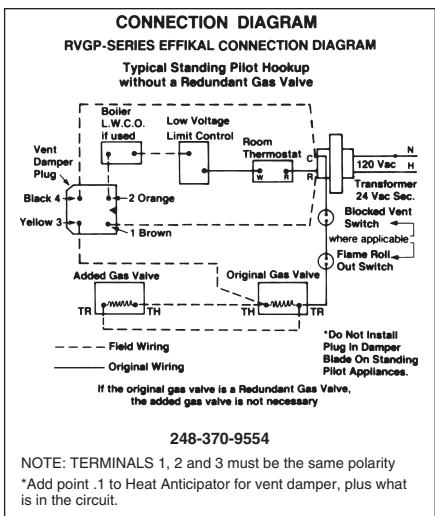 CONNECTION DIAGRAM
RVGP-SERIES EFFIKAL CONNECTION DIAGRAM
Typical Standing Pilot Hookup
without a Redundant Gas Valve
Boiler
L.W.C.O.
if used
Low Voltage
Limit Control
Room
Thermostat
W R
C
R
N
120 Vac H
Transformer
24 Vac Sec.
Vent
Damper
Plug
Black 4
2 Orange
Yellow 3
1 Brown
Blocked Vent
Switch
where applicable
Flame Roll
Out Switch
Added Gas Valve
Original Gas Valve
TR TH TH TR
Field Wiring
Original Wiring
*Do Not Install
Plug In Damper
Blade On Standing
Pilot Appliances.
If the original gas valve is a Redundant Gas Valve,
the added gas valve is not necessary
248-370-9554
NOTE: TERMINALS 1, 2 and 3 must be the same polarity
*Add point .1 to Heat Anticipator for vent damper, plus what
is in the circuit.